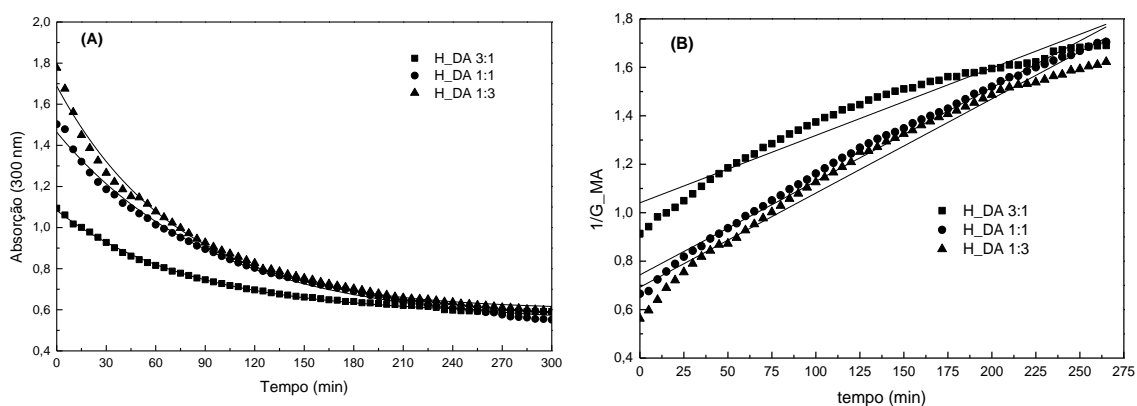 (A)
H_DA 3:1
H_DA 1:1
H_DA 1:3
Absorção (300 nm)
2,0
1,8
1,6
1,4
1,2
1,0
0,8
0,6
0,4
0 30 60 90 120 150 180 210 240 270 300
Tempo (min)
(B)
H_DA 3:1
H_DA 1:1
H_DA 1:3
1/G_MA
1,8
1,6
1,4
1,2
1,0
0,8
0,6
0,4
0 25 50 75 100 125 150 175 200 225 250 275
tempo (min)